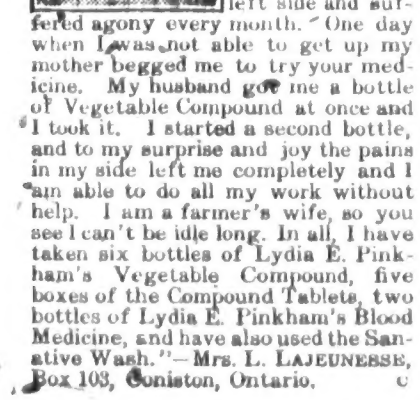 left side and suf-
fered agony every month. One day
when I was not able to get up my
mother begged me to try your med-
icine. My husband got me a bottle
of Vegetable Compound at once and
I took it. I started a second bottle,
and to my surprise and joy the pains
in my side left me completely and I
am able to do all my work without
help. I am a farmer's wife, so you
see I can't be idle long. In all, I have
taken six bottles of Lydia E. Pink-
ham's Vegetable Compound, five
boxes of the Compound Tablets, two
bottles of Lydia E. Pinkham's Blood
Medicine, and have also used the San-
ative Wash."—MRS. L. LAJEUNESSE,
Box 103, Coniston, Ontario. C